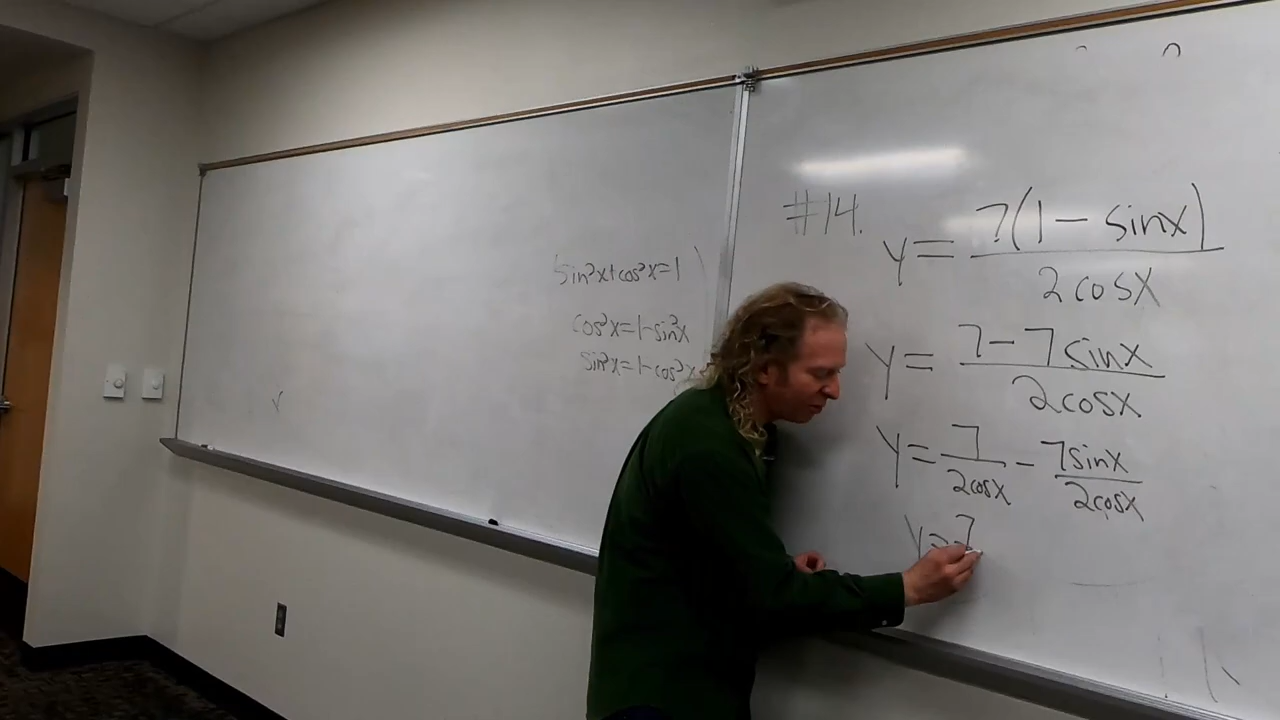 sin²x+cos²x=1
cos²x=1-sin²x
sin²x=1-cos²x
#14.
y=7(1-sinx)/2cosx
y=7-7sinx/2cosx
y=7/2cosx-7sinx/2cosx
y=7